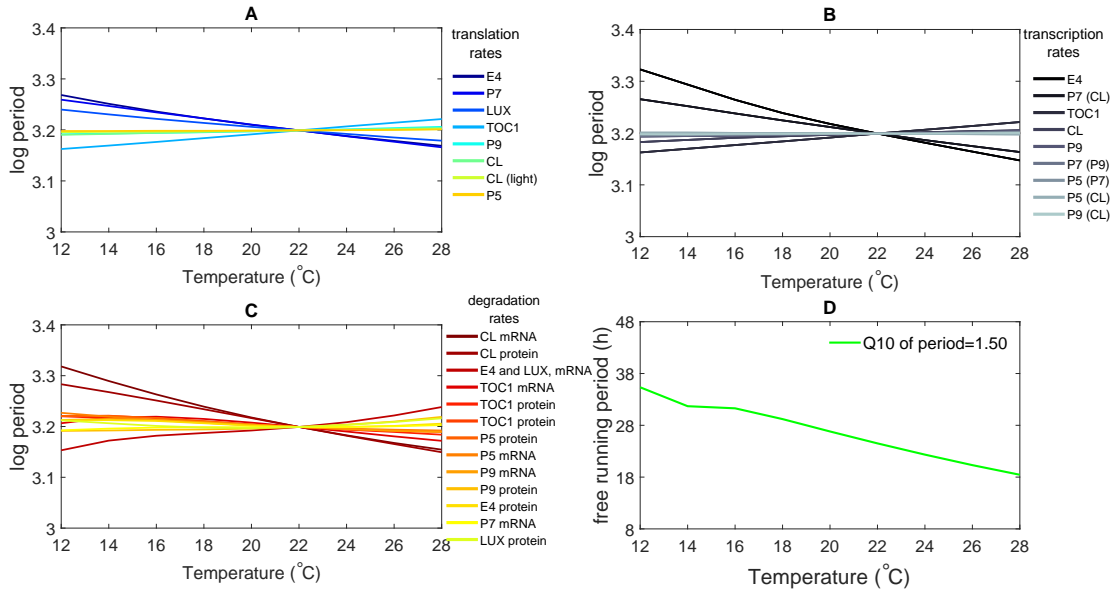 A
3.4
3.3
3.2
3.1
3
log period
12 14 16 18 20 22 24 26 28
Temperature (°C)
translation
rates
E4
P7
LUX
TOC1
P9
CL
CL (light)
P5
B
3.4
3.3
3.2
3.1
3
log period
12 14 16 18 20 22 24 26 28
Temperature (°C)
transcription
rates
E4
P7 (CL)
TOC1
CL
P9
P7 (P9)
P5 (P7)
P5 (CL)
P9 (CL)
C
3.4
3.3
3.2
3.1
3
log period
12 14 16 18 20 22 24 26 28
Temperature (°C)
degradation
rates
CL mRNA
CL protein
E4 and LUX, mRNA
TOC1 mRNA
TOC1 protein
TOC1 protein
P5 protein
P5 mRNA
P9 mRNA
P9 protein
E4 protein
P7 mRNA
LUX protein
D
48
38
28
18
8
free running period (h)
Q10 of period=1.50
12 14 16 18 20 22 24 26 28
Temperature (°C)